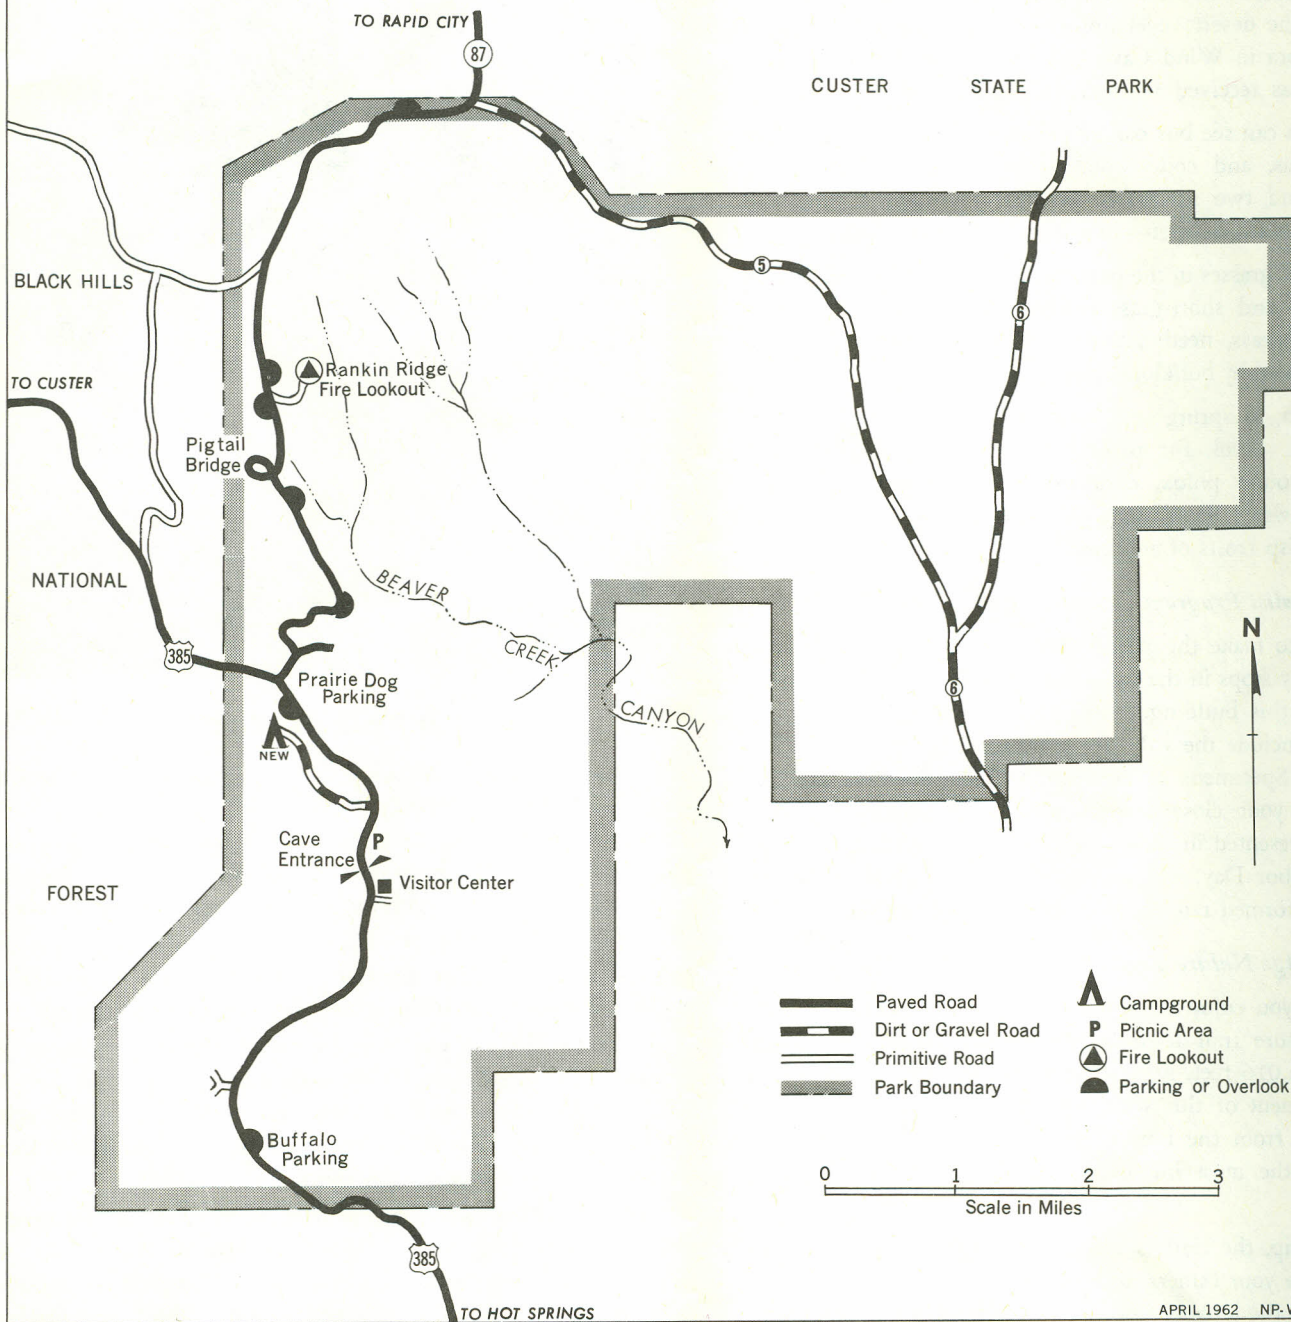 TO RAPID CITY
87
CUSTER STATE PARK
5
BLACK HILLS
6
Rankin Ridge
Fire Lookout
TO CUSTER
Pigtail
Bridge
NATIONAL
BEAVER
CREEK
CANYON
N
385
Prairie Dog
Parking
6
NEW
Cave
Entrance
P
Visitor Center
FOREST
Paved Road
Dirt or Gravel Road
Primitive Road
Park Boundary
Campground
P Picnic Area
Fire Lookout
Parking or Overlook
Buffalo
Parking
0 1 2 3
Scale in Miles
385
TO HOT SPRINGS
APRIL 1962 NP-W